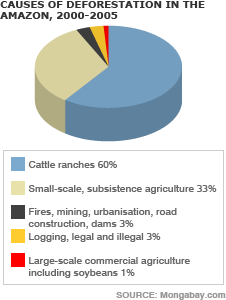 CAUSES OF DEFORESTATION IN THE
AMAZON, 2000-2005
Cattle ranches 60%
Small-scale, subsistence agriculture 33%
Fires, mining, urbanisation, road
construction, dams 3%
Logging, legal and illegal 3%
Large-scale commercial agriculture
including soybeans 1%
SOURCE: Mongabay.com